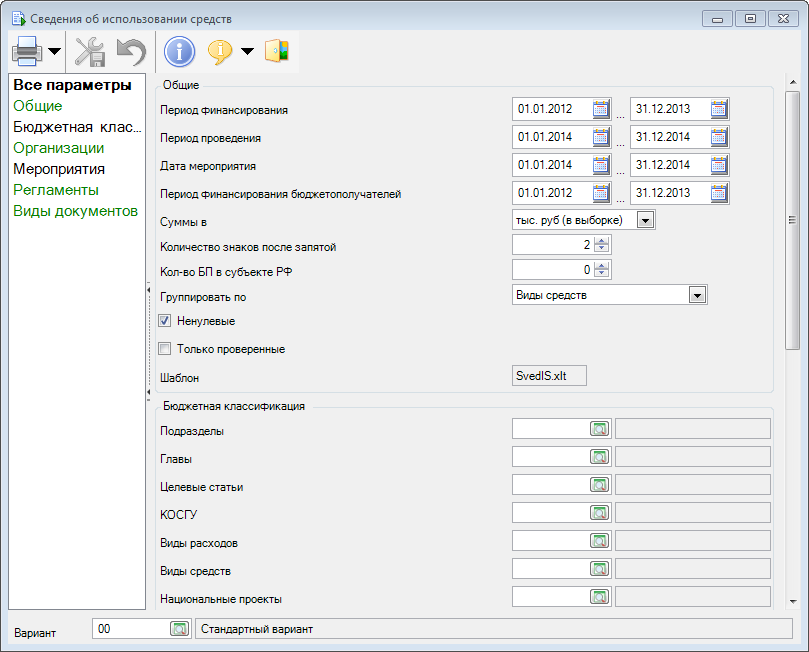 Сведения об использовании средств
Все параметры
Общие
Бюджетная клас...
Организации
Мероприятия
Регламенты
Виды документов
Общие
Период финансирования 01.01.2012 ... 31.12.2013
Период проведения 01.01.2014 ... 31.12.2014
Дата мероприятия 01.01.2014 ... 31.12.2014
Период финансирования бюджетополучателей 01.01.2012 ... 31.12.2013
Суммы в тыс. руб (в выборке)
Количество знаков после запятой 2
Кол-во БП в субъекте РФ 0
Группировать по Виды средств
Ненулевые
Только проверенные
Шаблон SvedIS.xlt
Бюджетная классификация
Подразделы
Главы
Целевые статьи
КОСГУ
Виды расходов
Виды средств
Национальные проекты
Вариант 00 Стандартный вариант